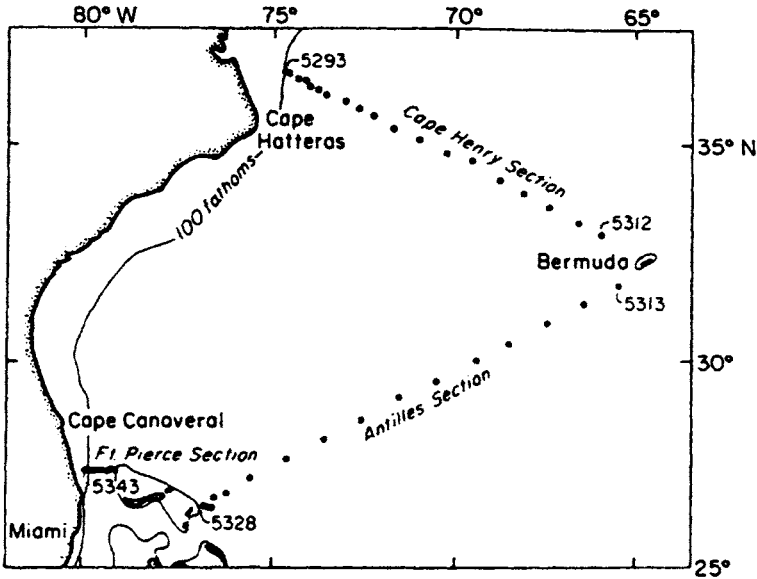 80° W
75°
70°
65°
5293
Cape
Hatteras
Cape Henry Section
35° N
100 fathoms
5312
Bermuda
5313
30°
Antilles Section
Cape Canaveral
Ft. Pierce Section
5343
5328
Miami
25°